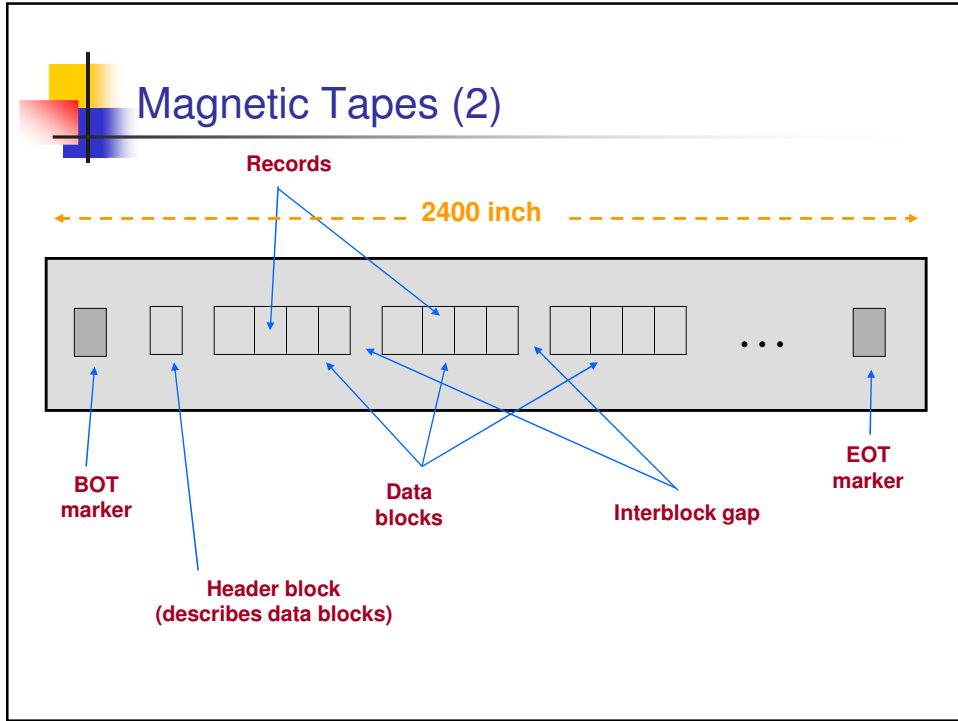 Magnetic Tapes (2)
Records
2400 inch
...
BOT
marker
Header block
(describes data blocks)
Data
blocks
Interblock gap
EOT
marker